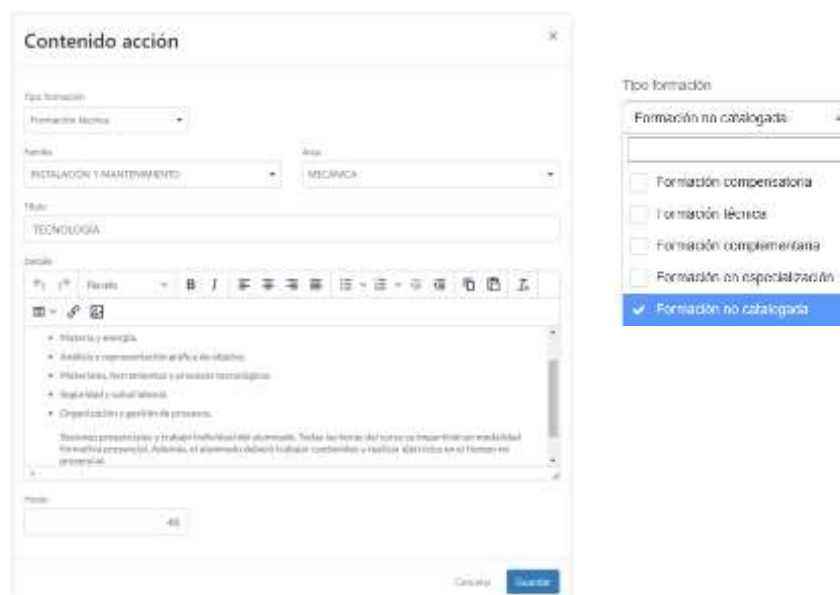 Contenido acción
Tipo formación
Formación técnica
Familia
Área
INSTALACIÓN Y MANTENIMIENTO
MECÁNICA
Título
TECNOLOGÍA
Detalle
Párrafo
B I
Materia y energía.
Análisis y representación gráfica de objetos.
Materiales, herramientas y procesos tecnológicos.
Seguridad y salud laboral.
Organización y gestión de procesos.
Sesiones presenciales y trabajo individual del alumnado. Todas las horas del curso se impartirán en modalidad
formativa presencial. Además, el alumnado deberá trabajar contenidos y realizar ejercicios en el tiempo no
presencial.
Horas
Cancelar
Guardar
Tipo formación
Formación no catalogada
Formación compensatoria
Formación técnica
Formación complementaria
Formación en especialización
Formación no catalogada